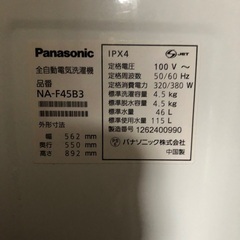 Panasonic
全自動電気洗濯機
品番
NA-F45B3
外形寸法
幅 562 mm
奥行 550 mm
高さ 892 mm
IPX4
JET
定格電圧 100 V~
定格周波数 50/60 Hz
定格消費電力 320/380 W
標準洗濯容量 4.5 kg
標準脱水容量 4.5 kg
標準水量 46 L
標準使用水量 115 L
製造番号 1262400990
パナソニック株式会社
中国製